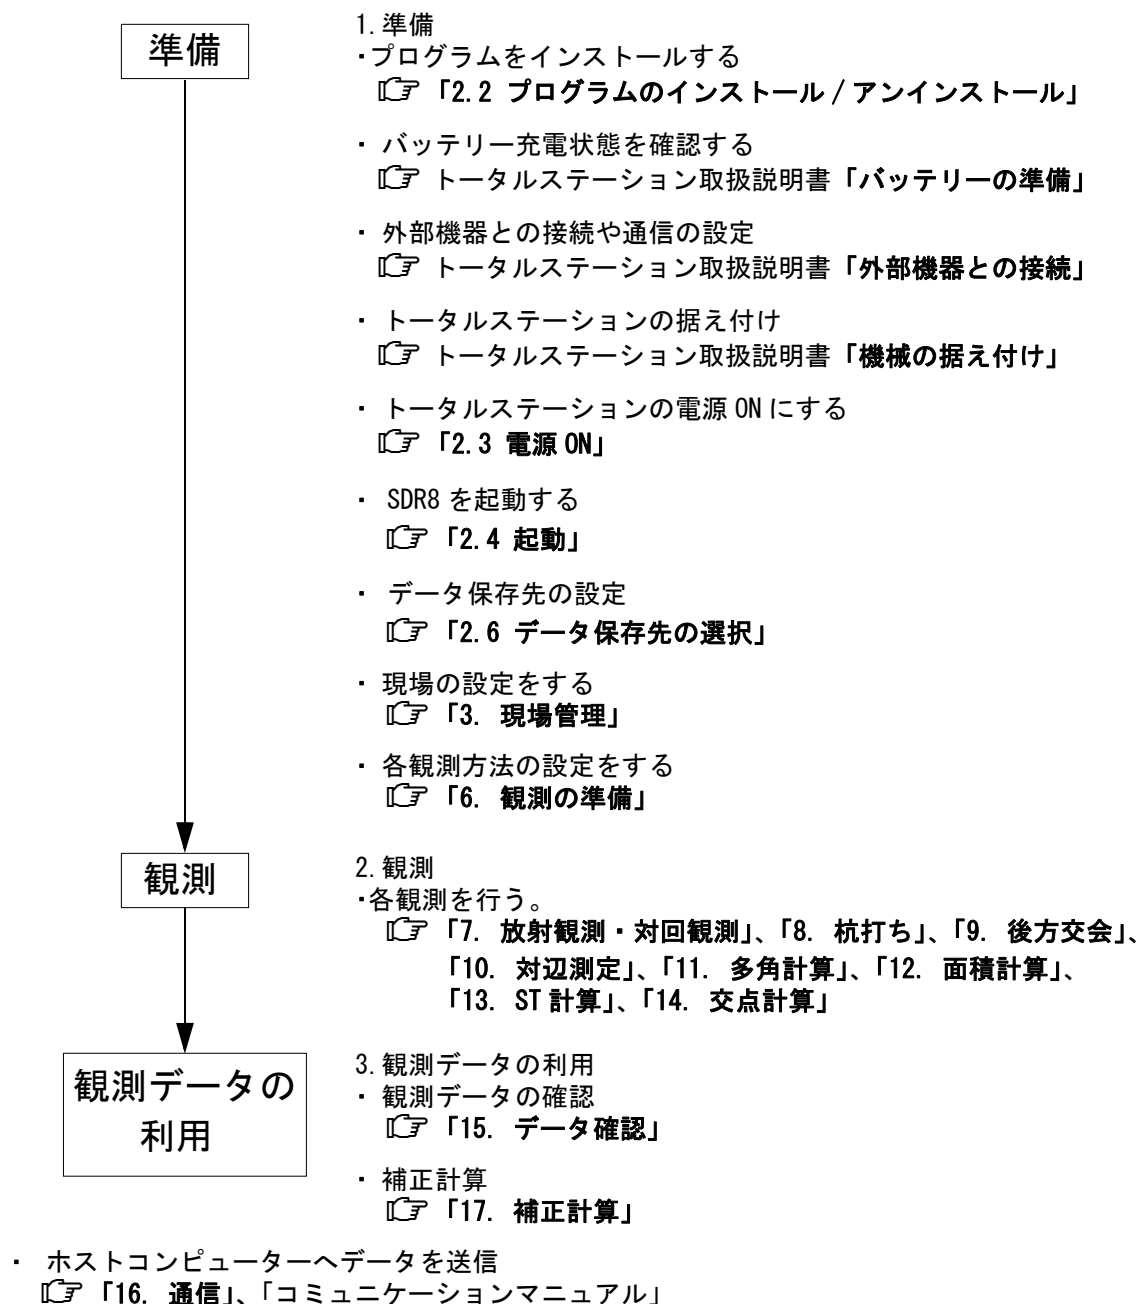 準備
1.準備
・プログラムをインストールする
「2.2 プログラムのインストール/アンインストール」
・ バッテリー充電状態を確認する
トータルステーション取扱説明書「バッテリーの準備」
・ 外部機器との接続や通信の設定
トータルステーション取扱説明書「外部機器との接続」
・ トータルステーションの据え付け
トータルステーション取扱説明書「機械の据え付け」
・ トータルステーションの電源ONにする
「2.3 電源ON」
・ SDR8を起動する
「2.4 起動」
・ データ保存先の設定
「2.6 データ保存先の選択」
・ 現場の設定をする
「3. 現場管理」
・ 各観測方法の設定をする
「6. 観測の準備」
観測
2.観測
・各観測を行う。
「7. 放射観測・対回観測」、「8. 杭打ち」、「9. 後方交会」、
「10. 対辺測定」、「11. 多角計算」、「12. 面積計算」、
「13. ST計算」、「14. 交点計算」
観測データの
利用
3.観測データの利用
・ 観測データの確認
「15. データ確認」
・ 補正計算
「17. 補正計算」
・ ホストコンピューターへデータを送信
「16. 通信」、「コミュニケーションマニュアル」